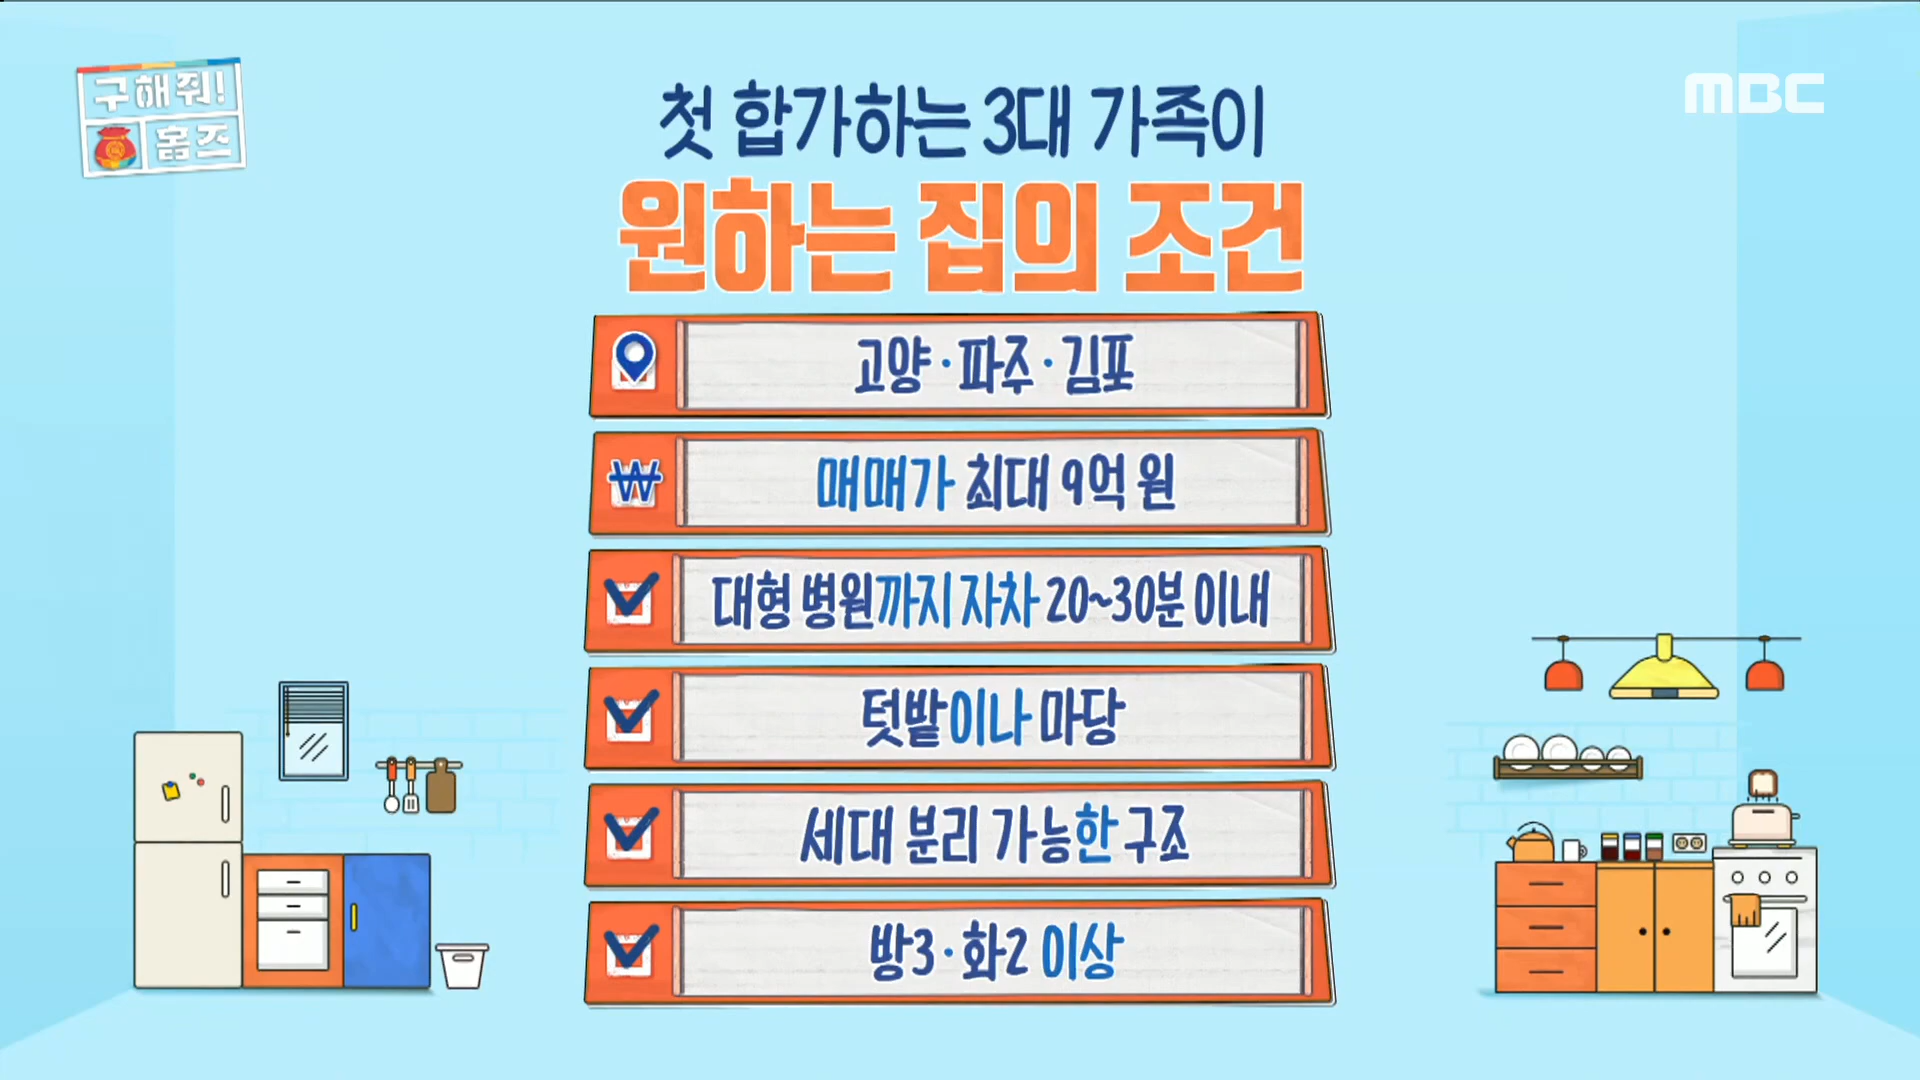 구해줘!
홈즈
MBC
첫 합가하는 3대 가족이
원하는 집의 조건
고양·파주·김포
₩
매매가 최대 9억 원
대형 병원까지 자차 20~30분 이내
텃밭이나 마당
세대 분리 가능한 구조
방3·화2 이상